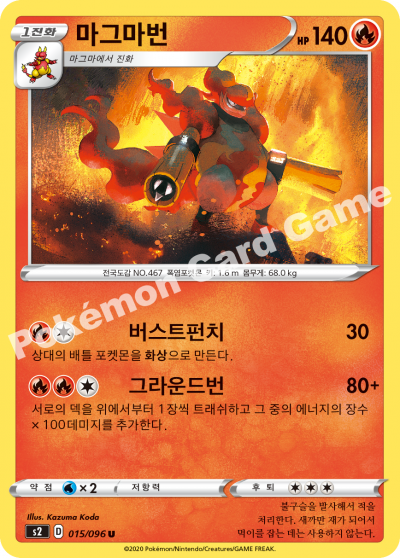 1진화
마그마번
HP 140
마그마에서 진화
전국도감 NO.467 폭염포켓몬 키: 1.6 m 몸무게: 68.0 kg
버스트펀치 30
상대의 배틀 포켓몬을 화상으로 만든다.
그라운드번 80+
서로의 덱을 위에서부터 1장씩 트래쉬하고 그 중의 에너지의 장수
×100데미지를 추가한다.
약점 ×2 저항력 후퇴
Illus. Kazuma Koda
불구슬을 발사해서 적을
처리한다. 새까만 재가 되어서
먹이를 잡는 데는 사용하지 않는다.
s2 D 015/096 U
©2020 Pokémon/Nintendo/Creatures/GAME FREAK.
Pokémon Card Game